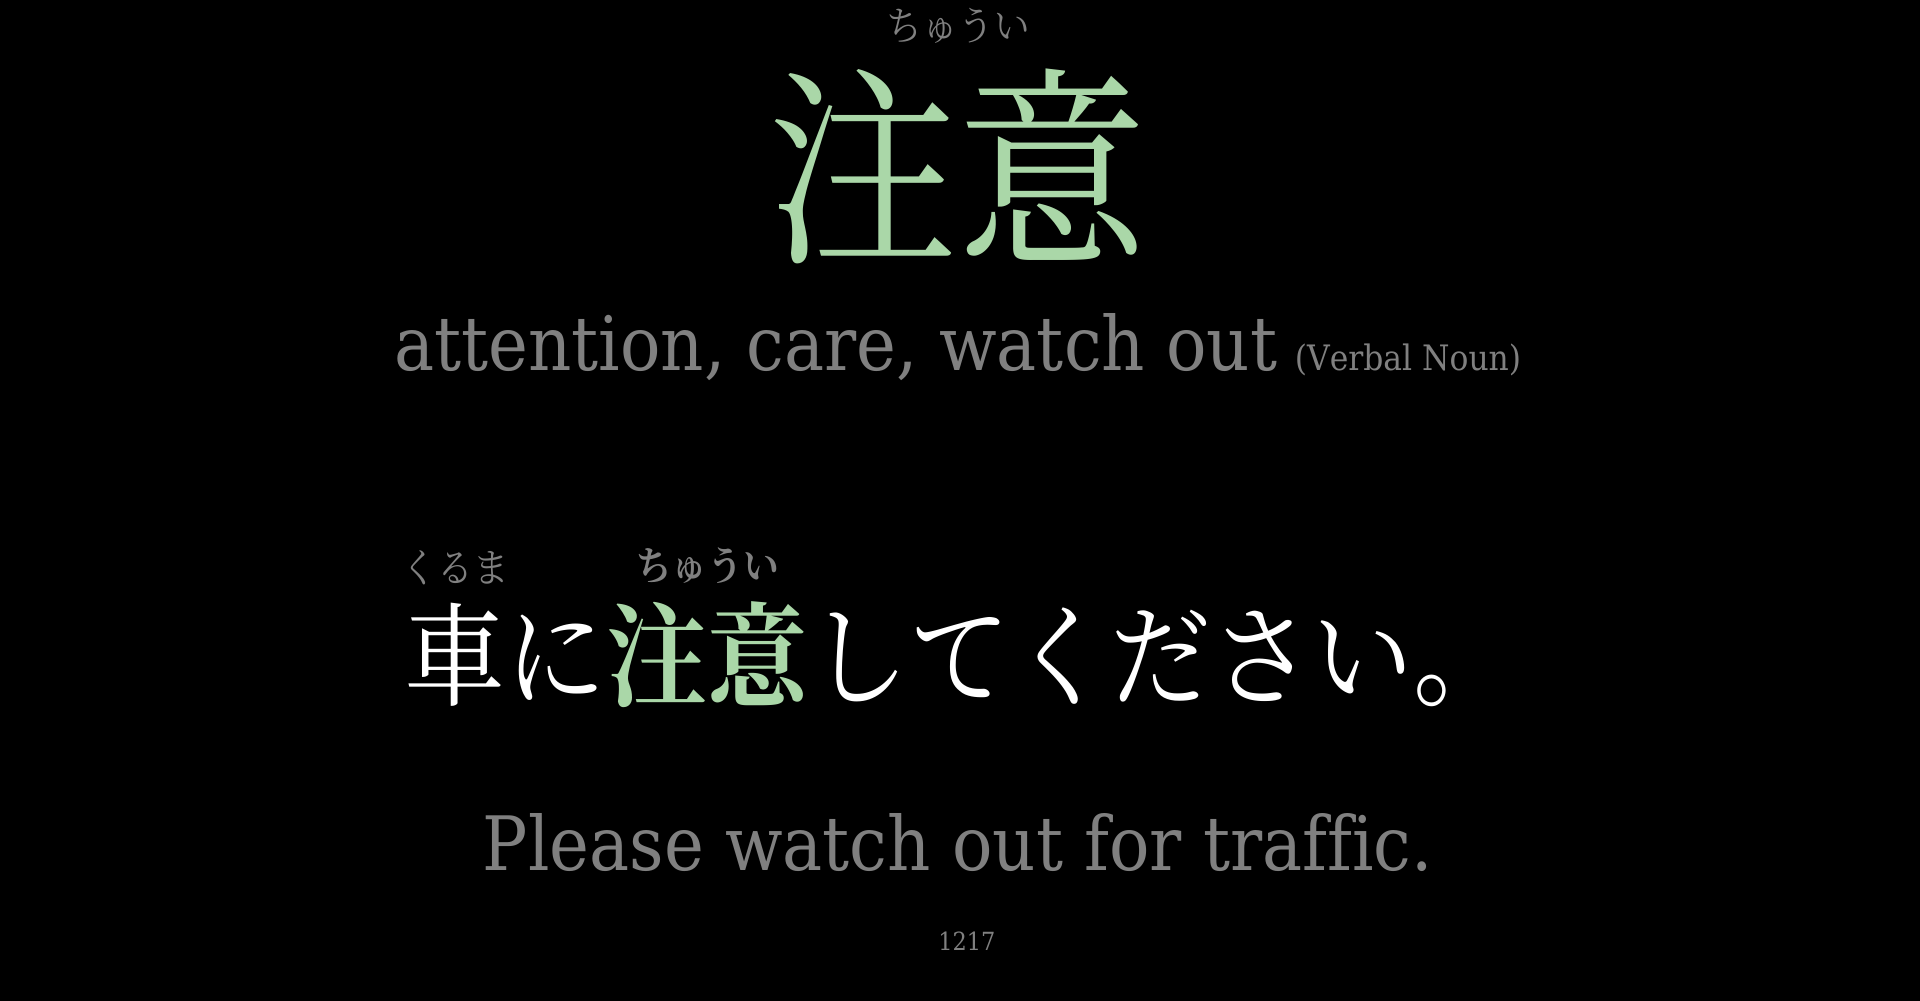 ちゅうい
注意
attention, care, watch out (Verbal Noun)
くるま ちゅうい
車に注意してください。
Please watch out for traffic.
1217